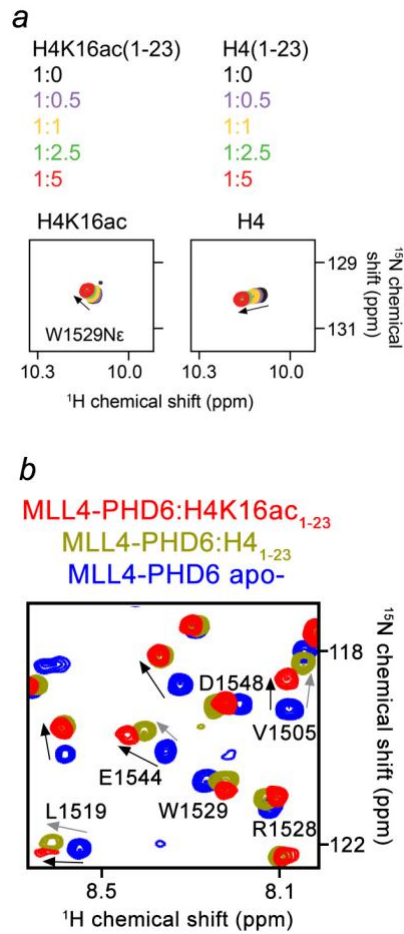 a
H4K16ac(1-23) H4(1-23)
1:0 1:0
1:0.5 1:0.5
1:1 1:1
1:2.5 1:2.5
1:5 1:5
H4K16ac H4
W1529Nε
129
131
¹⁵N chemical
shift (ppm)
10.3 10.0 10.3 10.0
¹H chemical shift (ppm)
b
MLL4-PHD6:H4K16ac₁₋₂₃
MLL4-PHD6:H4₁₋₂₃
MLL4-PHD6 apo-
118
D1548
V1505
E1544
L1519 W1529
R1528
122
8.5 8.1
¹H chemical shift (ppm)
¹⁵N chemical shift (ppm)